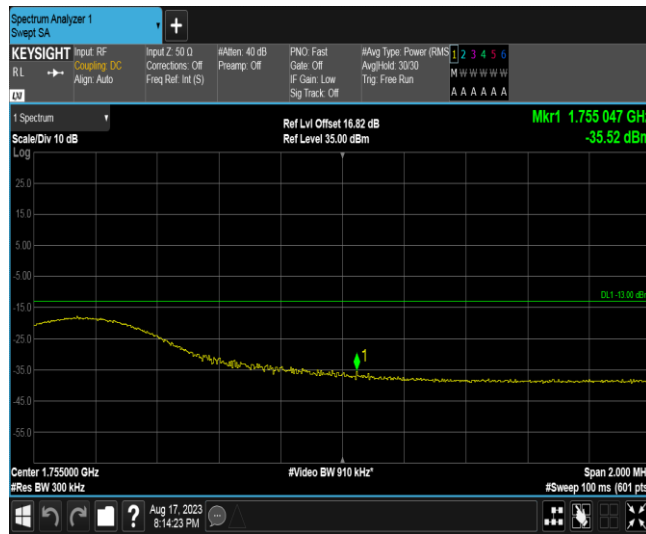 Spectrum Analyzer 1
Swept SA
+
KEYSIGHT
RL
LXI
Input: RF
Coupling: DC
Align: Auto
Input Z: 50 Ω
Corrections: Off
Freq Ref: Int (S)
#Atten: 40 dB
Preamp: Off
PNO: Fast
Gate: Off
IF Gain: Low
Sig Track: Off
#Avg Type: Power (RMS
Avg|Hold: 30/30
Trig: Free Run
1 2 3 4 5 6
M W W W W W
A A A A A A
1 Spectrum
Scale/Div 10 dB
Log
Ref Lvl Offset 16.82 dB
Ref Level 35.00 dBm
Mkr1 1.755 047 GHz
-35.52 dBm
25.0
15.0
5.00
-5.00
-15.0
-25.0
-35.0
-45.0
-55.0
DL1 -13.00 dBm
1
Center 1.755000 GHz
#Res BW 300 kHz
#Video BW 910 kHz*
Span 2.000 MH
#Sweep 100 ms (601 pts
?
Aug 17, 2023
8:14:23 PM